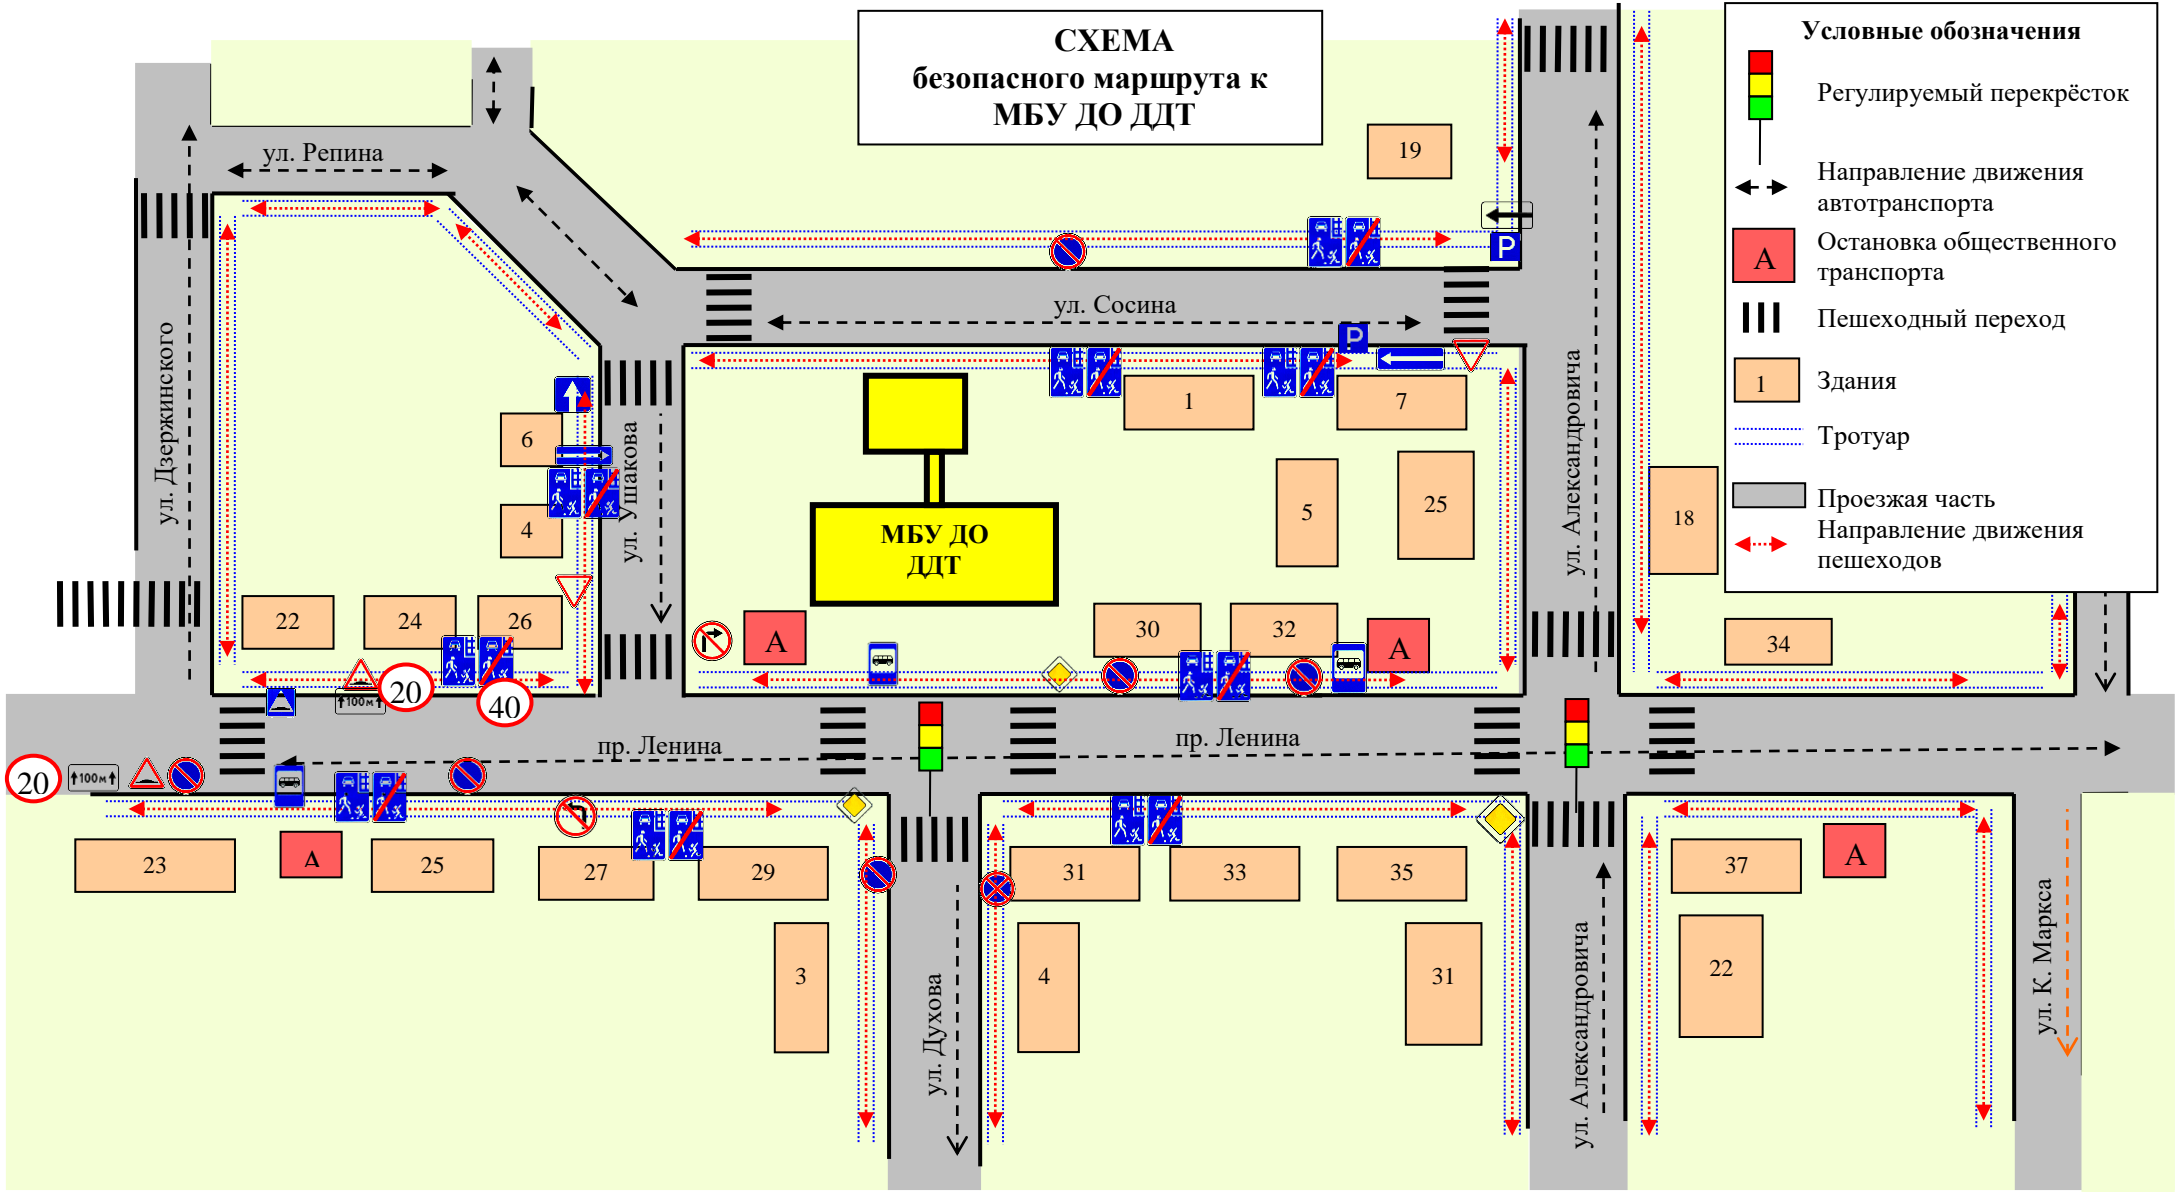 СХЕМА
безопасного маршрута к
МБУ ДО ДДТ
Условные обозначения
Регулируемый перекрёсток
Направление движения
автотранспорта
А
Остановка общественного
транспорта
Пешеходный переход
1
Здания
Тротуар
Проезжая часть
Направление движения
пешеходов
ул. Репина
19
P
ул. Сосина
P
ул. Дзержинского
ул. Ушакова
ул. Александровича
6
4
1
7
5
25
18
МБУ ДО
ДДТ
22
24
26
А
30
32
А
34
20
100м
40
пр. Ленина
пр. Ленина
20
100м
23
А
25
27
29
31
33
35
37
А
3
4
31
22
ул. Духова
ул. Александровича
ул. К. Маркса